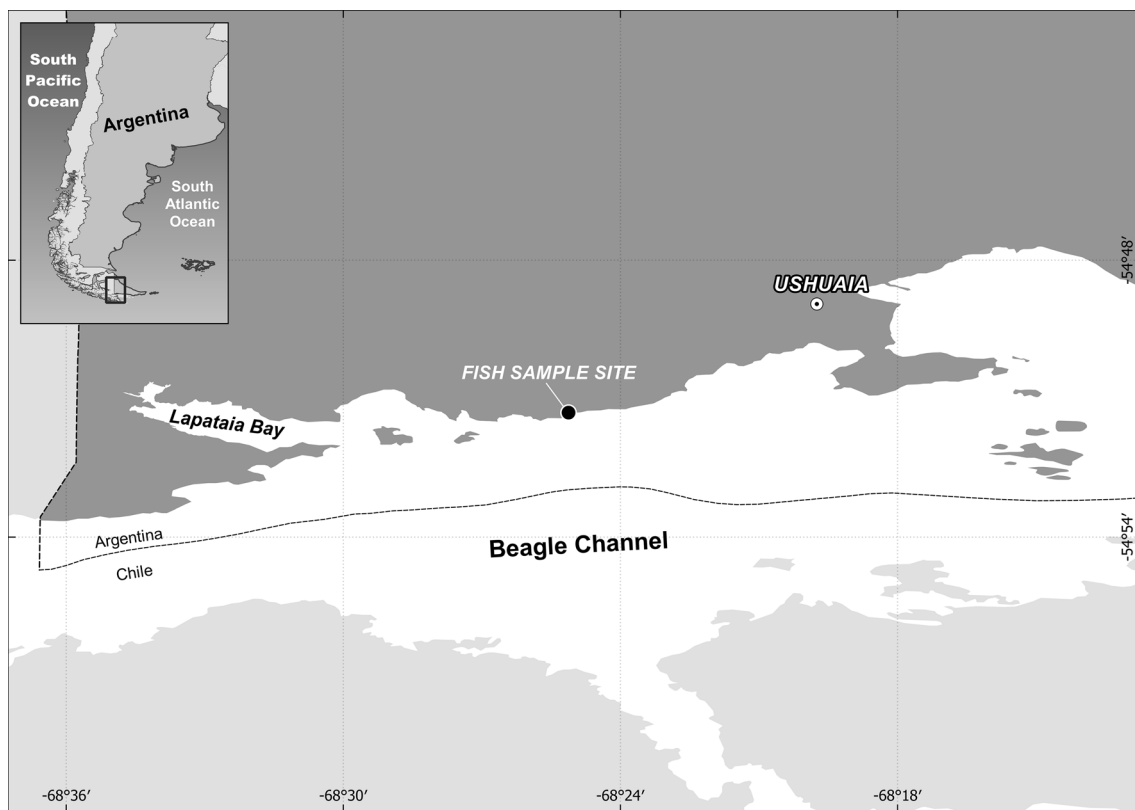 South
Pacific
Ocean
Argentina
South
Atlantic
Ocean
-54°48′
USHUAIA
FISH SAMPLE SITE
Lapataia Bay
Argentina
Chile
Beagle Channel
-54°54′
-68°36′
-68°30′
-68°24′
-68°18′